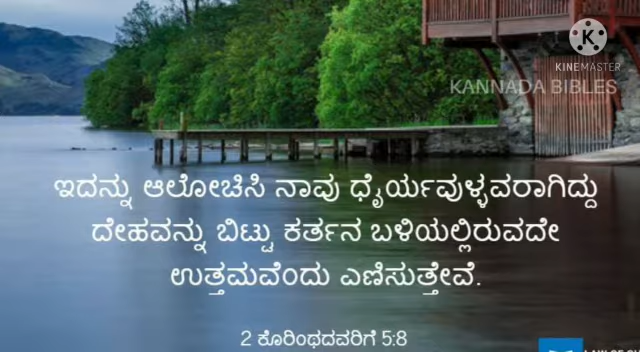 KINEMASTER
KANNADA BIBLES
ಇದನ್ನು ಆಲೋಚಿಸಿ ನಾವು ಧೈರ್ಯವುಳ್ಳವರಾಗಿದ್ದು
ದೇಹವನ್ನು ಬಿಟ್ಟು ಕರ್ತನ ಬಳಿಯಲ್ಲಿರುವದೇ
ಉತ್ತಮವೆಂದು ಎಣಿಸುತ್ತೇವೆ.
2 ಕೊರಿಂಥದವರಿಗೆ 5:8